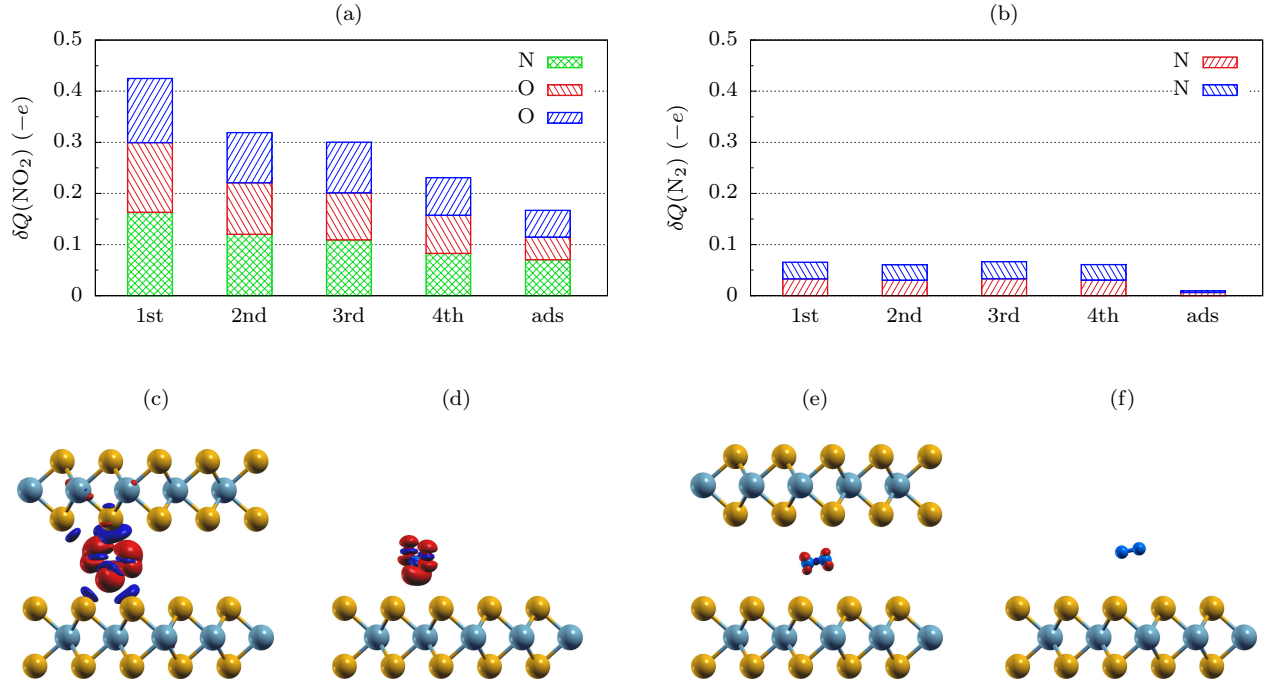 (a)
δQ(NO₂) (−e)
0.5
0.4
0.3
0.2
0.1
0
N
O
O
1st 2nd 3rd 4th ads
(b)
δQ(N₂) (−e)
0.5
0.4
0.3
0.2
0.1
0
N
N
1st 2nd 3rd 4th ads
(c)
(d)
(e)
(f)